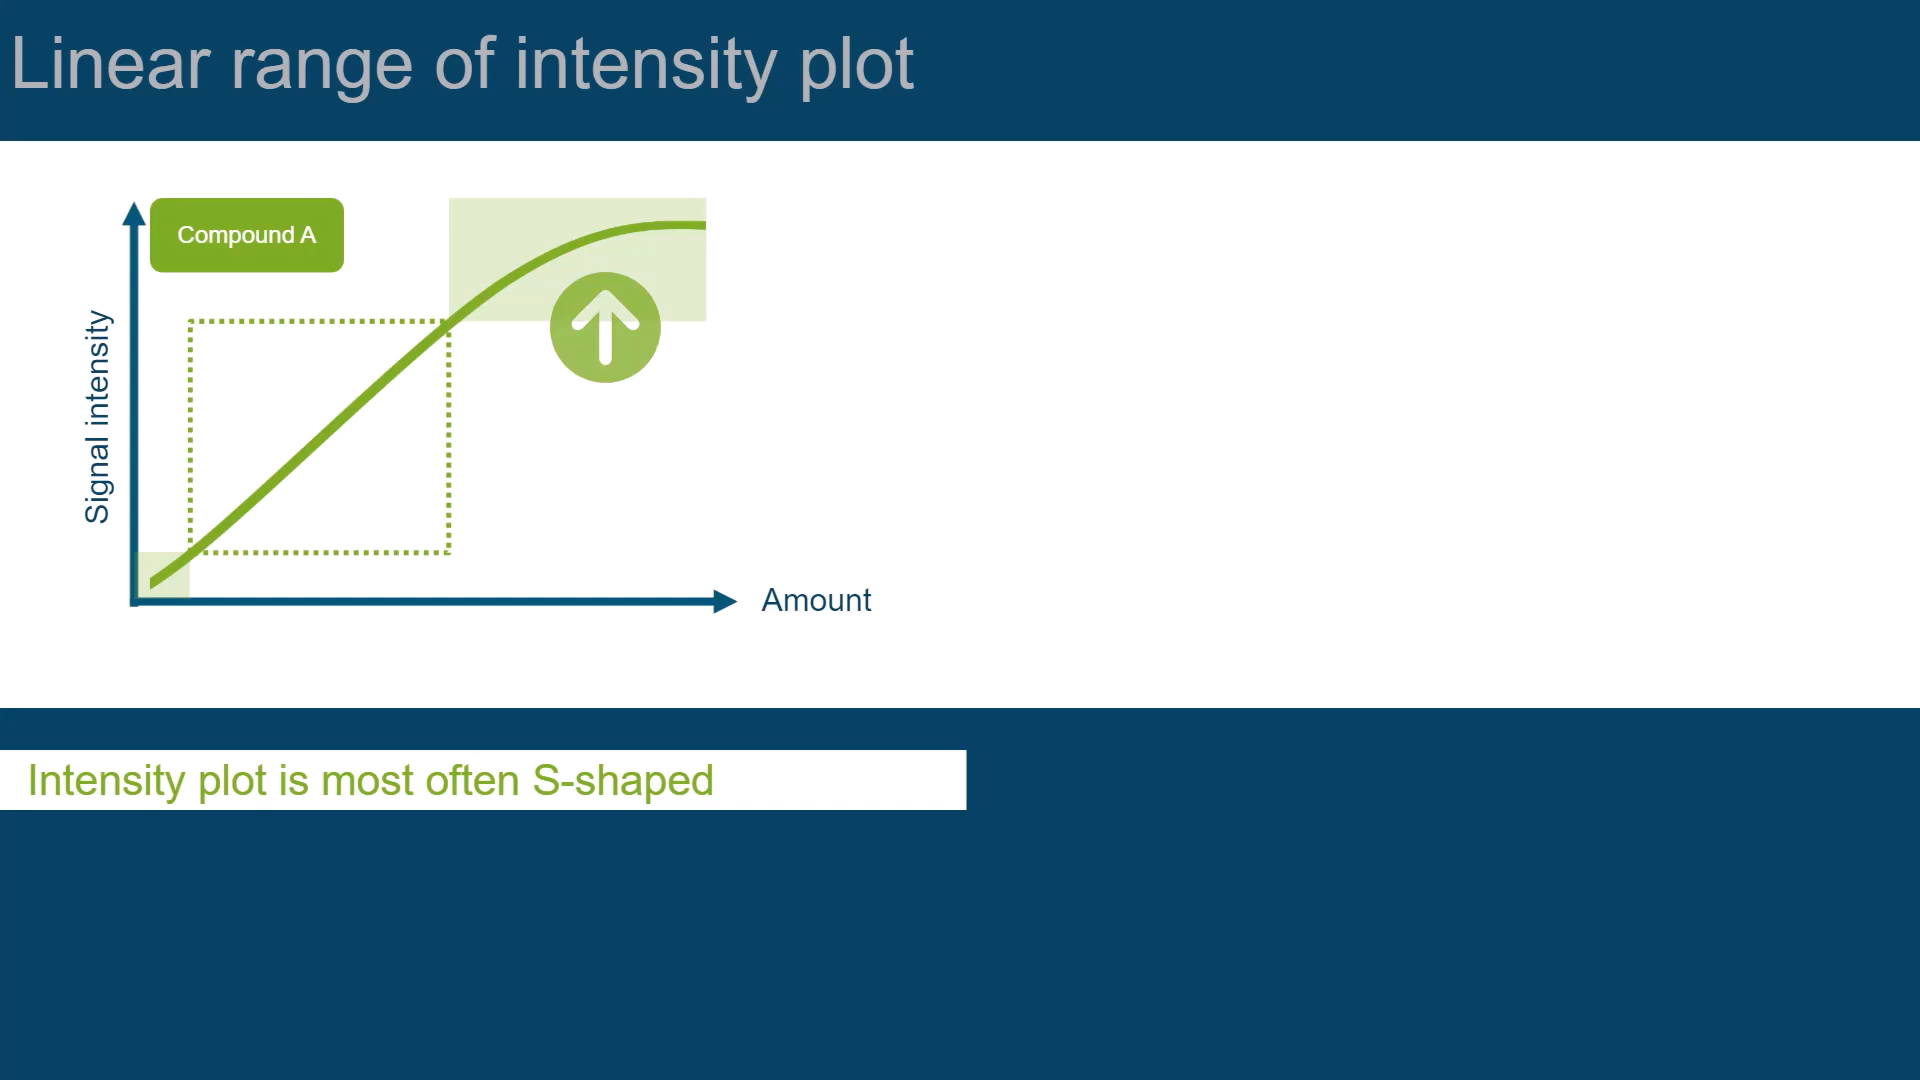 Linear range of intensity plot
Compound A
Signal intensity
Amount
Intensity plot is most often S-shaped